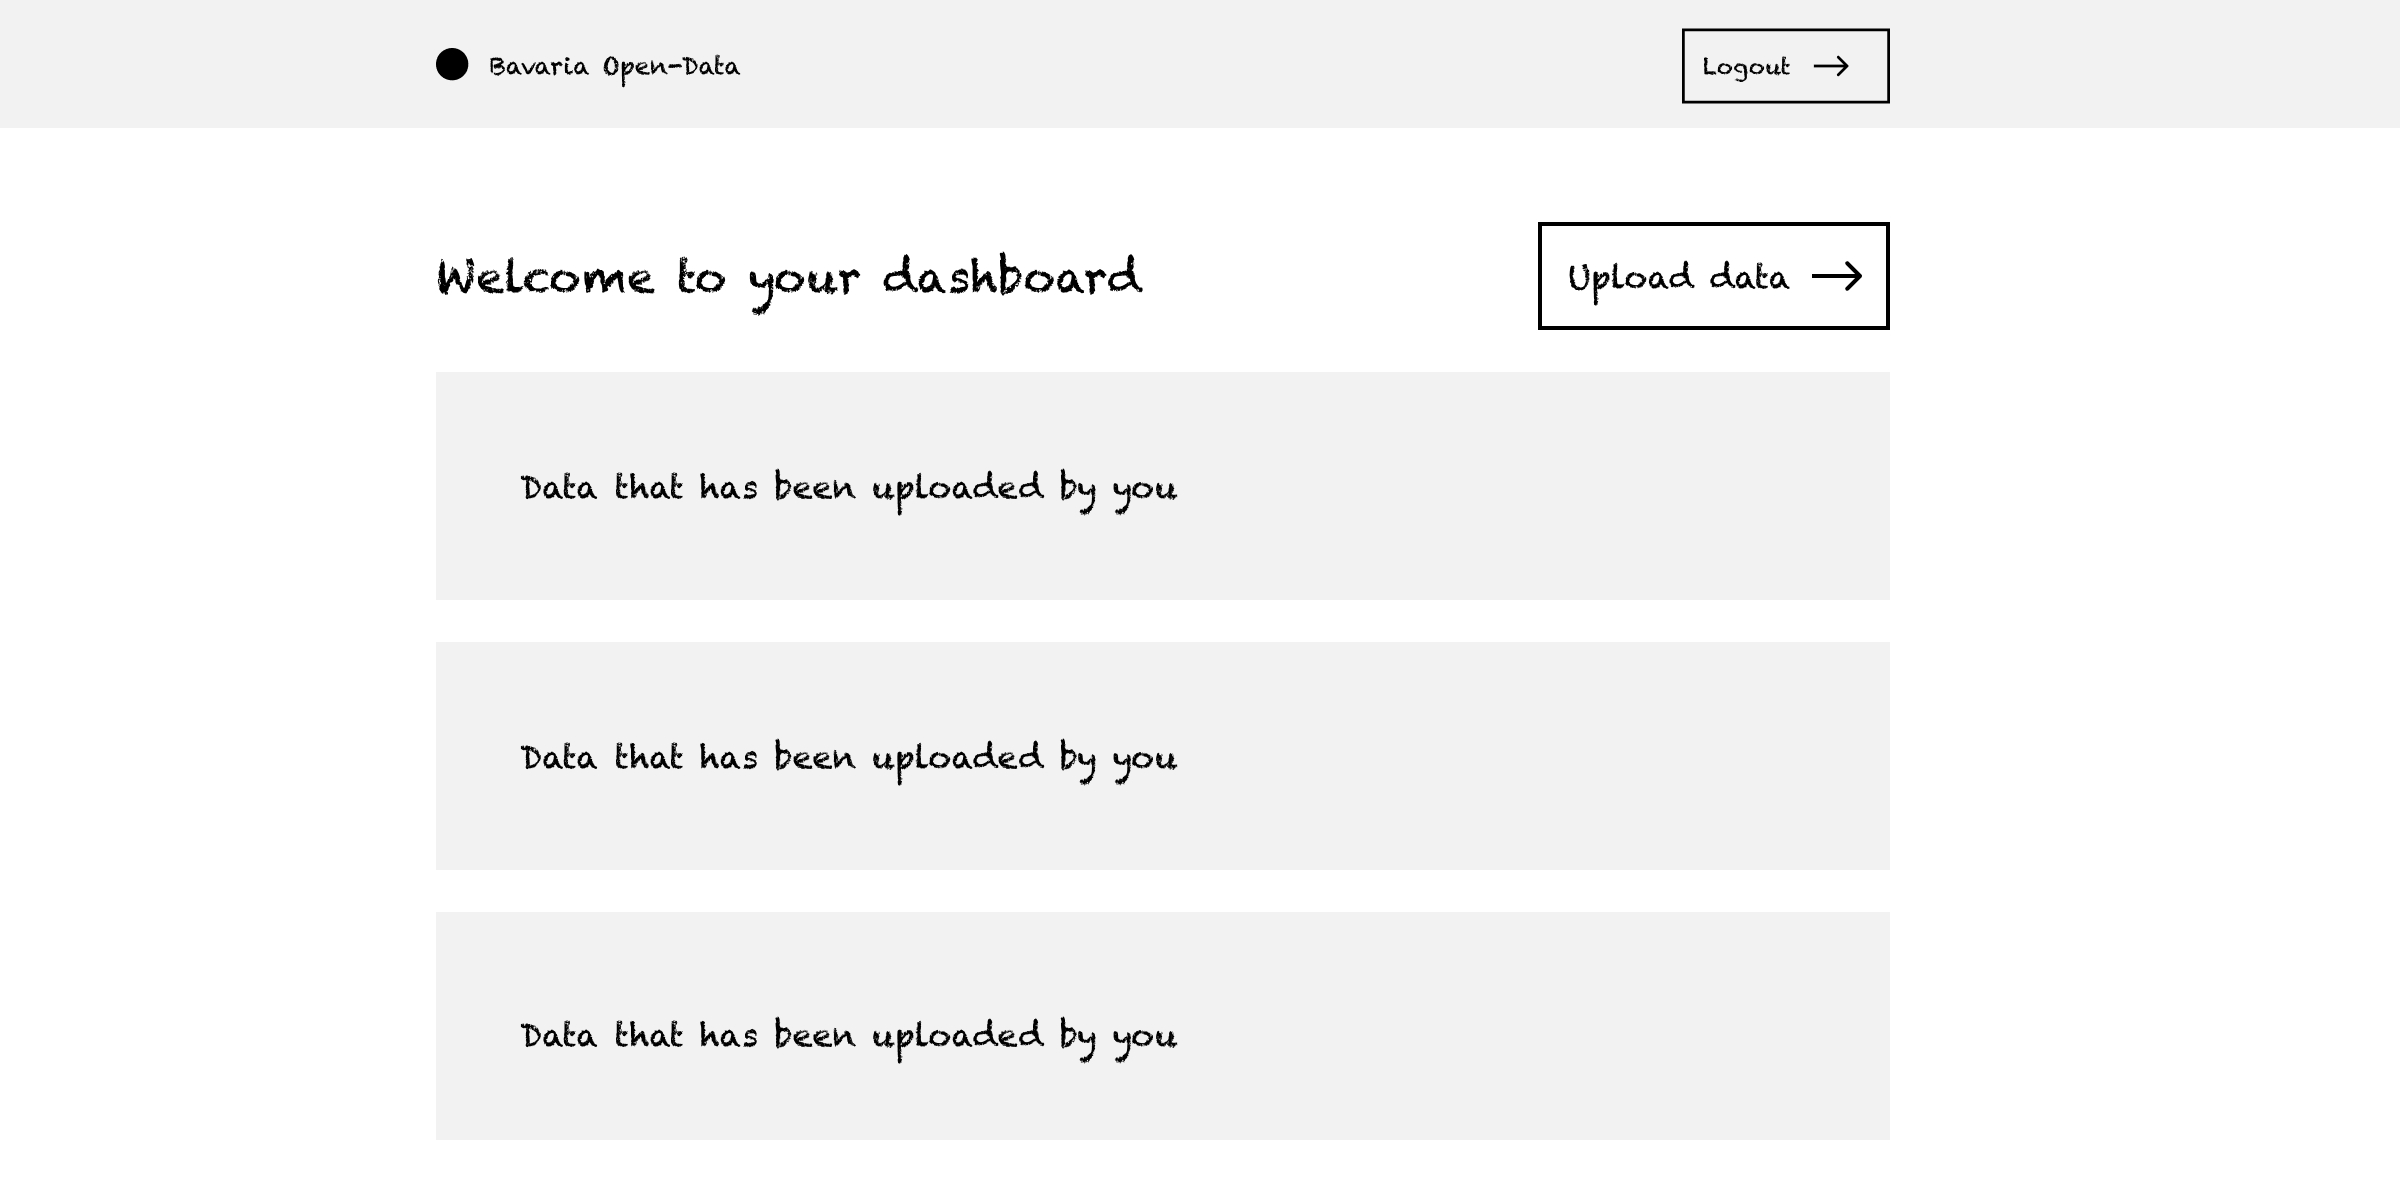 Bavaria Open-Data
Logout
Welcome to your dashboard
Upload data
Data that has been uploaded by you
Data that has been uploaded by you
Data that has been uploaded by you